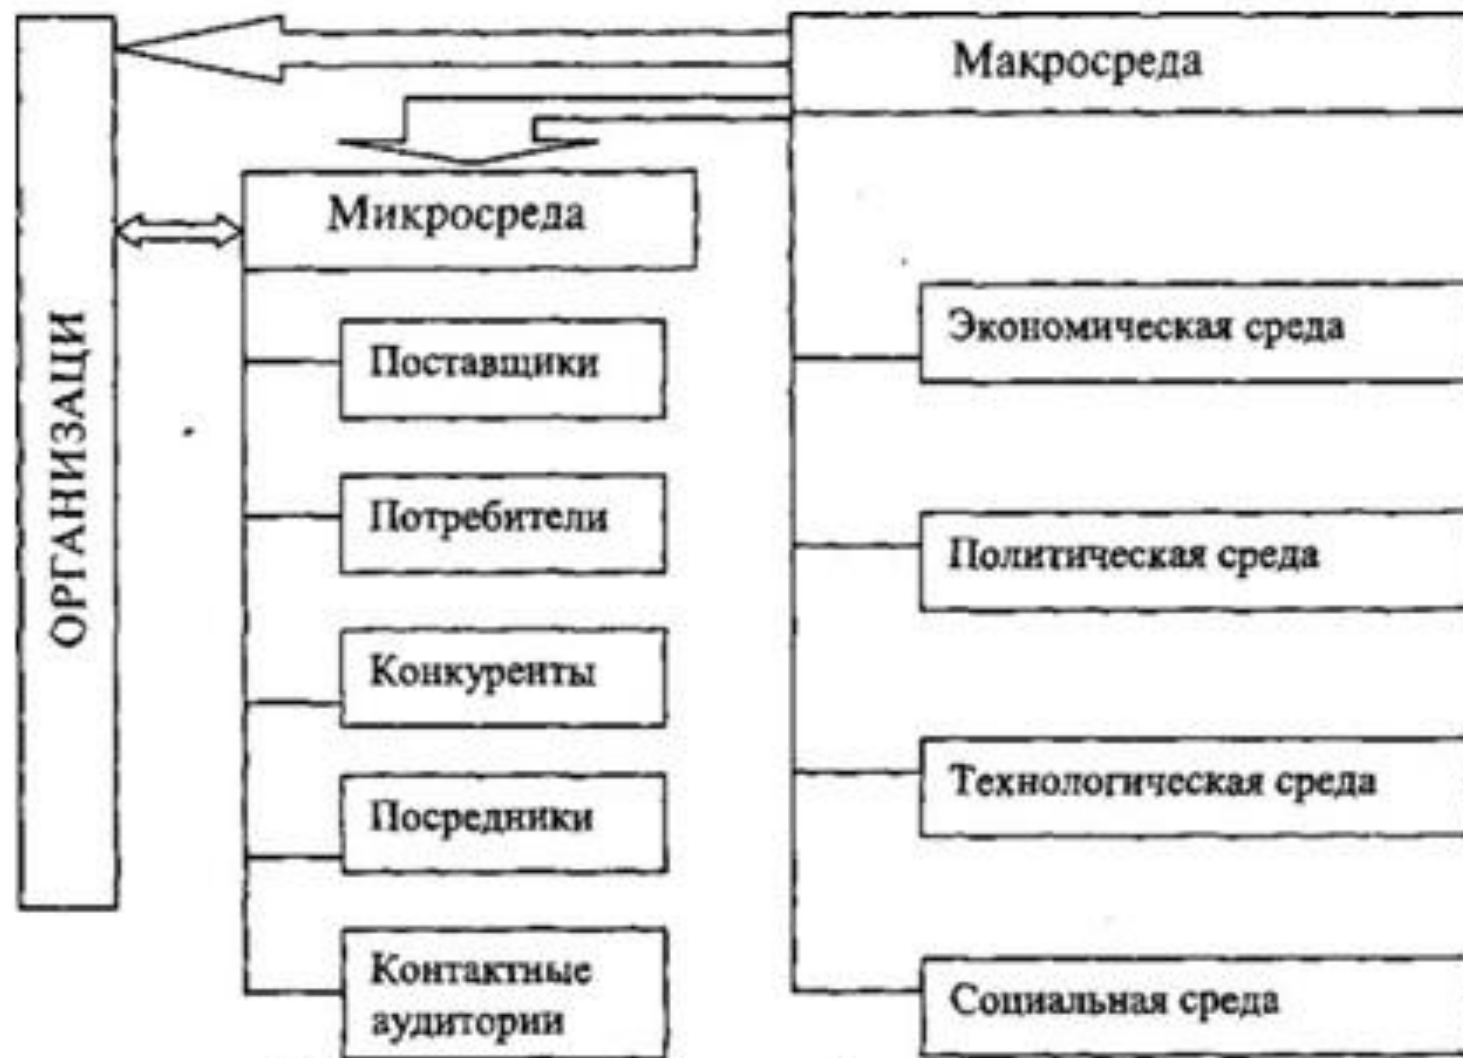 Макросреда
Микросреда
ОРГАНИЗАЦИ
Поставщики
Потребители
Конкуренты
Посредники
Контактные
аудитории
Экономическая среда
Политическая среда
Технологическая среда
Социальная среда